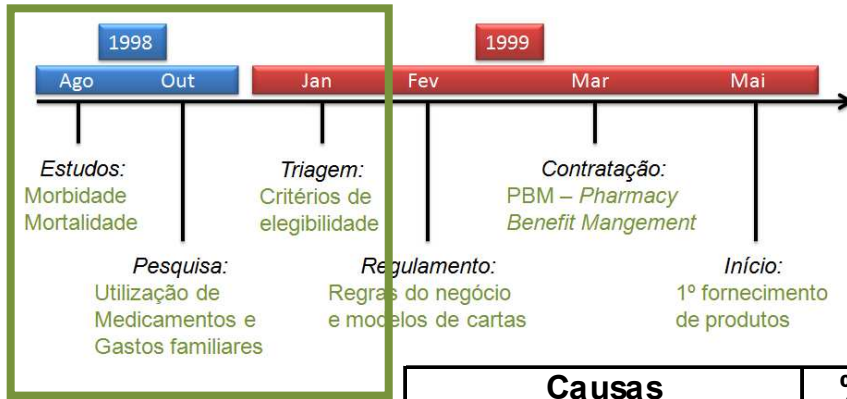 1998
1999
Ago Out Jan Fev Mar Mai
Estudos:
Morbidade
Mortalidade
Triagem:
Critérios de
elegibilidade
Contratação:
PBM – Pharmacy
Benefit Mangement
Pesquisa:
Utilização de
Medicamentos e
Gastos familiares
Regulamento:
Regras do negócio
e modelos de cartas
Início:
1º fornecimento
de produtos
Causas